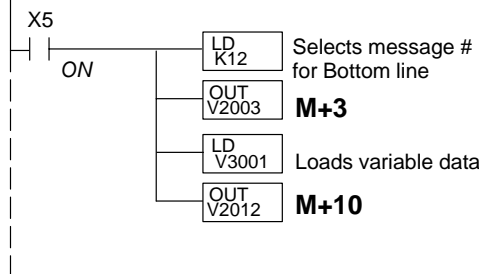 X5
ON
LD
K12
Selects message #
for Bottom line
OUT
V2003
M+3
LD
V3001
Loads variable data
OUT
V2012
M+10